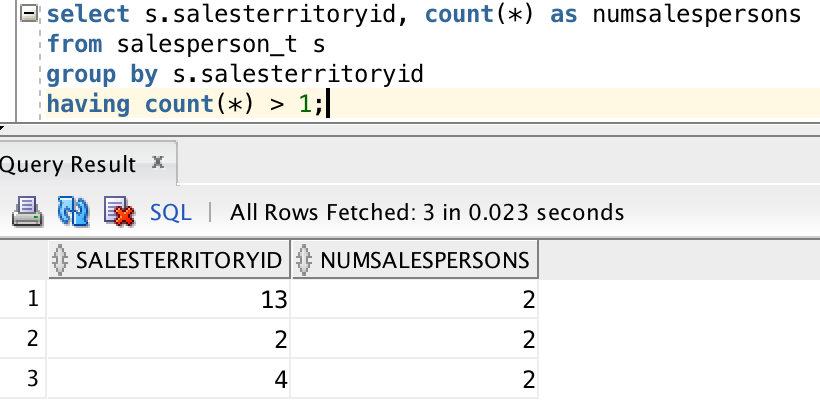 select s.salesterritoryid, count(*) as numsalespersons
from salesperson_t s
group by s.salesterritoryid
having count(*) > 1;
Query Result x
SQL | All Rows Fetched: 3 in 0.023 seconds
SALESTERRITORYID NUMSALESPERSONS
1 13 2
2 2 2
3 4 2